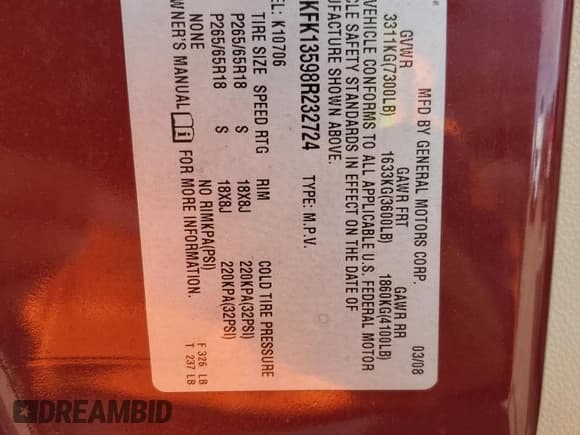 MFD BY GENERAL MOTORS CORP. 03/08
GVWR GAWR FRT GAWR RR
3311KG(7300LB) 1633KG(3600LB) 1860KG(4100LB)
VEHICLE CONFORMS TO ALL APPLICABLE U.S. FEDERAL MOTOR
CLE SAFETY STANDARDS IN EFFECT ON THE DATE OF
UFACTURE SHOWN ABOVE.
KFK13598R232724 TYPE: M.P.V.
EL: K10706
TIRE SIZE SPEED RTG RIM COLD TIRE PRESSURE
P265/65R18 S 18X8J 220KPA(32PSI)
P265/65R18 S 18X8J 220KPA(32PSI)
NONE NO RIMKPA(PSI)
WNER'S MANUAL i FOR MORE INFORMATION.
F 326 LB
T 237 LB
DREAMBID